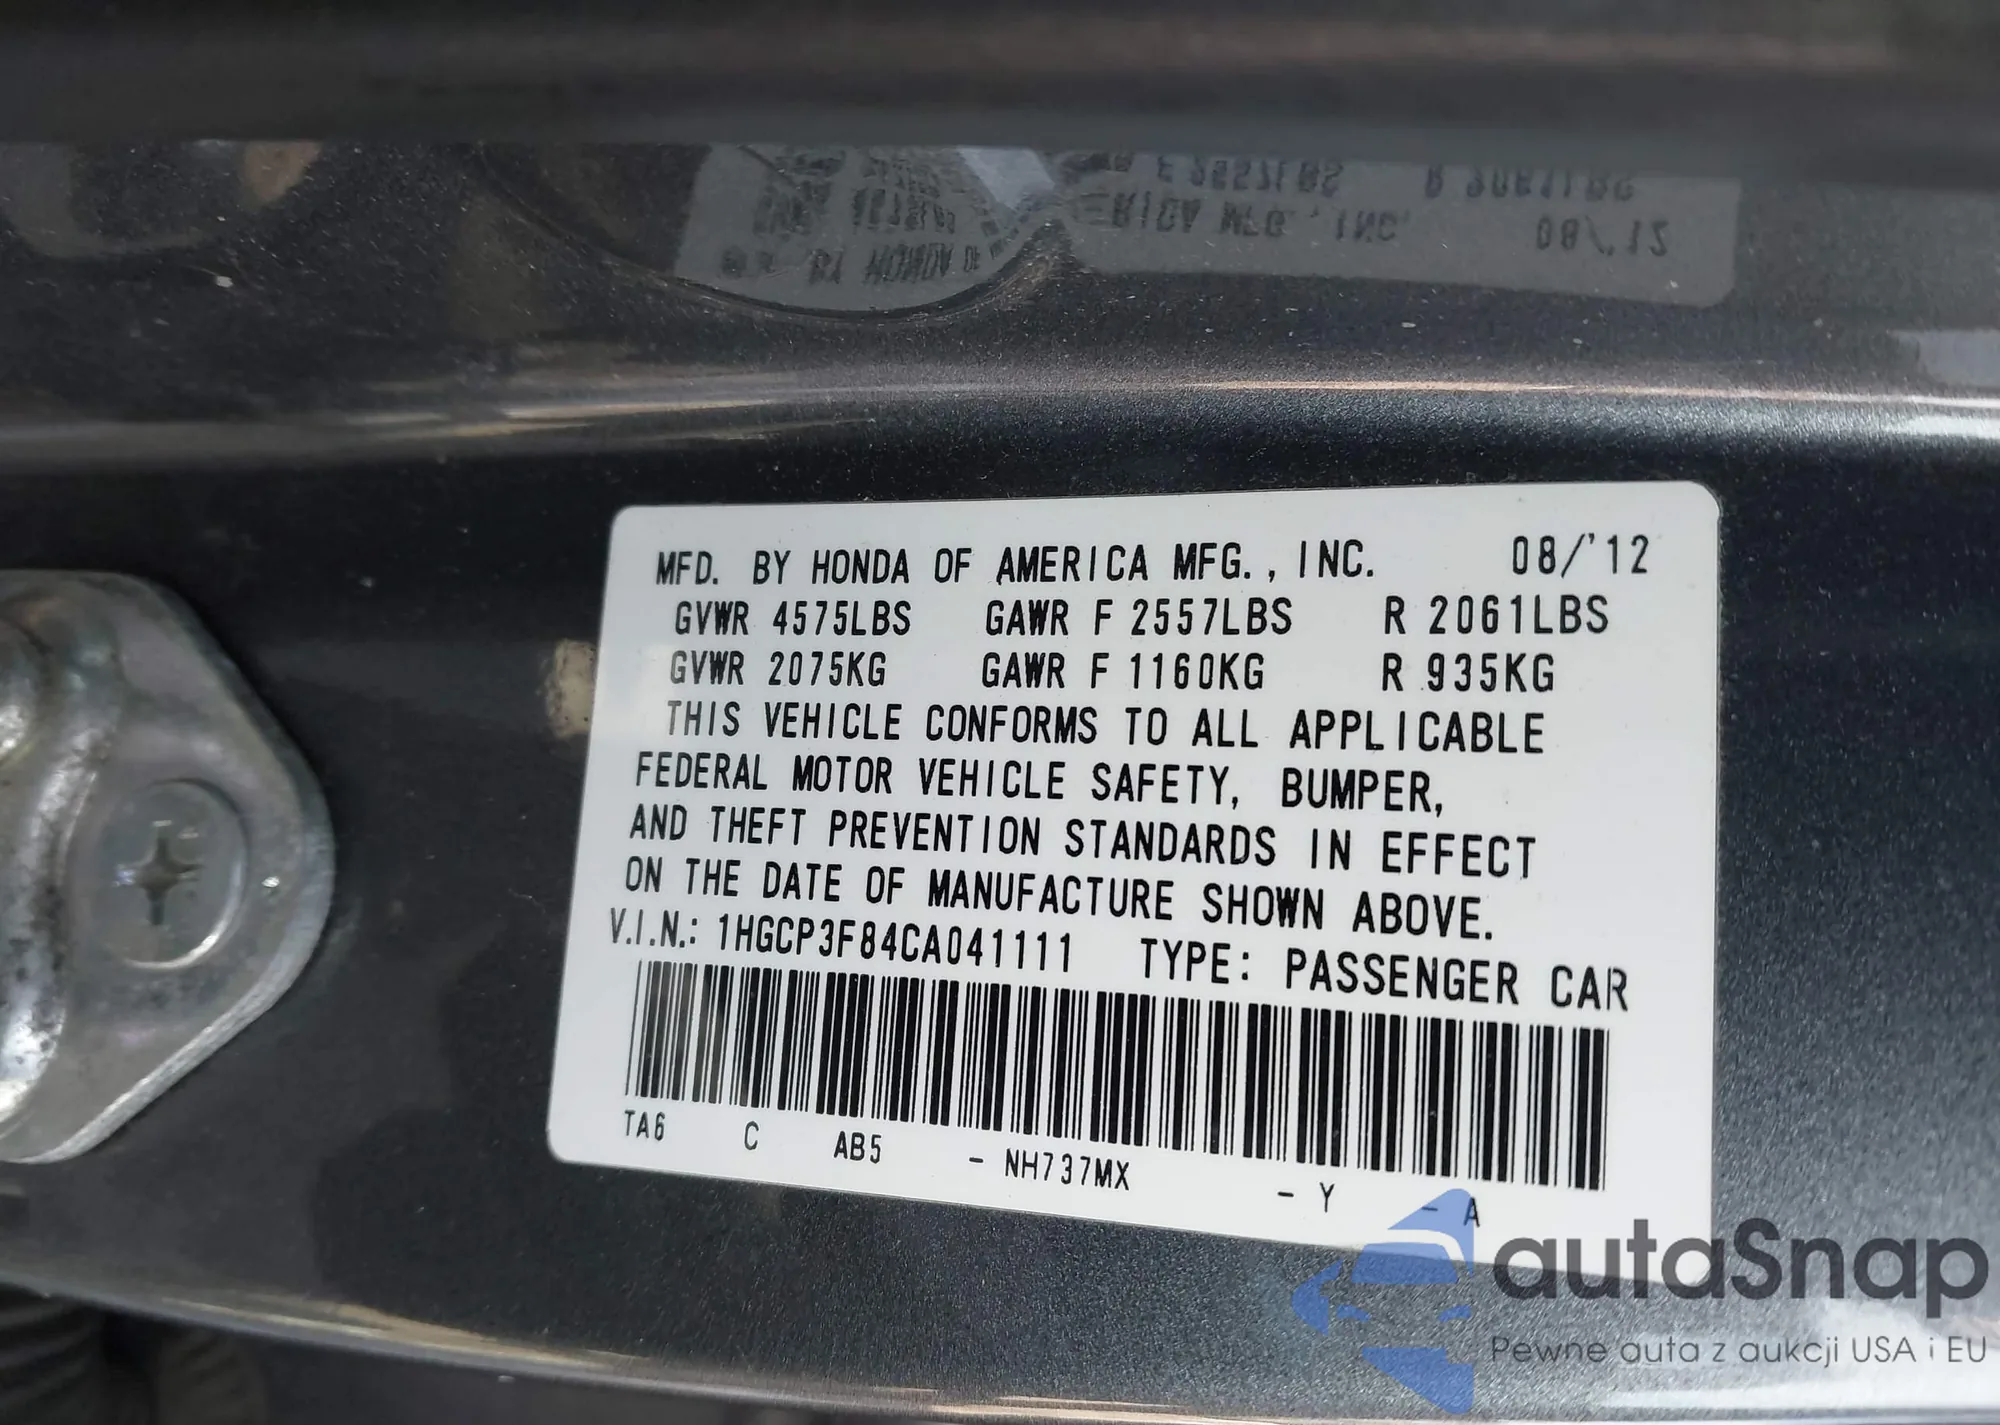 MFD. BY HONDA OF AMERICA MFG., INC. 08/'12
GVWR 4575LBS GAWR F 2557LBS R 2061LBS
GVWR 2075KG GAWR F 1160KG R 935KG
THIS VEHICLE CONFORMS TO ALL APPLICABLE
FEDERAL MOTOR VEHICLE SAFETY, BUMPER,
AND THEFT PREVENTION STANDARDS IN EFFECT
ON THE DATE OF MANUFACTURE SHOWN ABOVE.
V.I.N.: 1HGCP3F84CA041111 TYPE: PASSENGER CAR
TA6 C AB5 - NH737MX - Y - A
autaSnap
Pewne auta z aukcji USA i EU